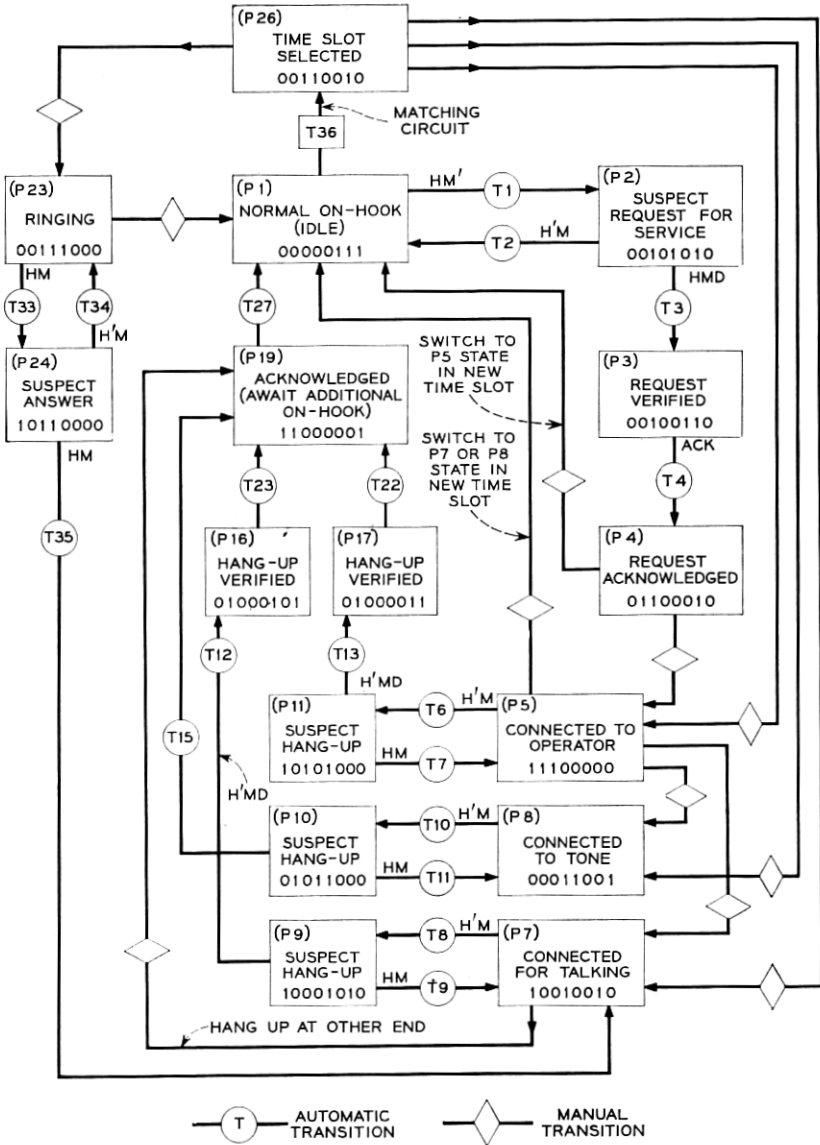 (P26)
TIME SLOT
SELECTED
00110010
MATCHING
CIRCUIT
T36
(P23)
RINGING
00111000
HM
T33
T34
H'M
(P24)
SUSPECT
ANSWER
10110000
HM
T35
(P1)
NORMAL ON-HOOK
(IDLE)
00000111
HM'
T1
H'M
T2
(P2)
SUSPECT
REQUEST FOR
SERVICE
00101010
HMD
T3
(P3)
REQUEST
VERIFIED
00100110
ACK
T4
(P4)
REQUEST
ACKNOWLEDGED
01100010
T27
(P19)
ACKNOWLEDGED
(AWAIT ADDITIONAL
ON-HOOK)
11000001
SWITCH TO
P5 STATE
IN NEW
TIME SLOT
SWITCH TO
P7 OR P8
STATE IN
NEW TIME
SLOT
T23
T22
(P16)
HANG-UP
VERIFIED
01000101
(P17)
HANG-UP
VERIFIED
01000011
T12
T13
H'MD
T15
H'MD
(P11)
SUSPECT
HANG-UP
10101000
T6
H'M
HM
T7
(P5)
CONNECTED TO
OPERATOR
11100000
(P10)
SUSPECT
HANG-UP
01011000
T10
H'M
HM
T11
(P8)
CONNECTED
TO TONE
00011001
(P9)
SUSPECT
HANG-UP
10001010
T8
H'M
HM
T9
(P7)
CONNECTED
FOR TALKING
10010010
HANG UP AT OTHER END
T
AUTOMATIC
TRANSITION
MANUAL
TRANSITION